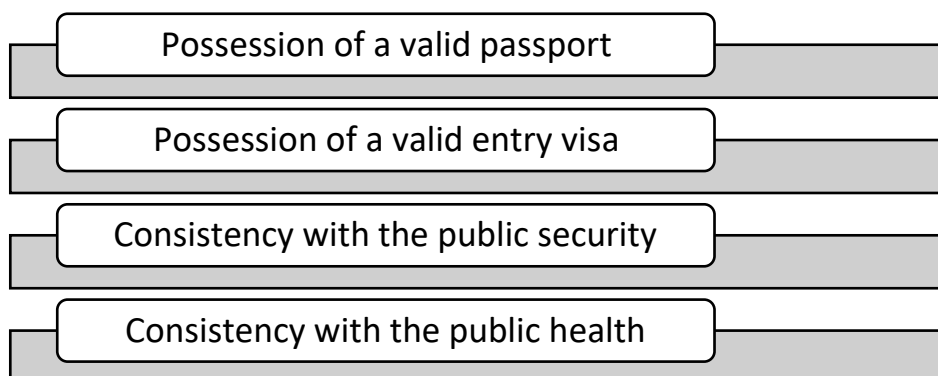 Possession of a valid passport
Possession of a valid entry visa
Consistency with the public security
Consistency with the public health